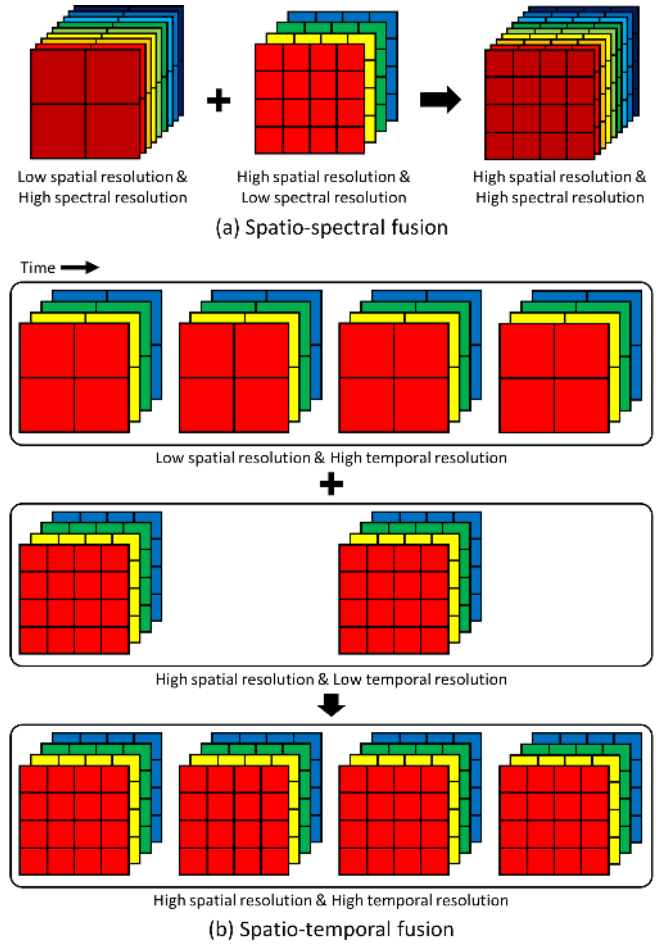 Low spatial resolution &
High spectral resolution
High spatial resolution &
Low spectral resolution
High spatial resolution &
High spectral resolution
(a) Spatio-spectral fusion
Time
Low spatial resolution & High temporal resolution
High spatial resolution & Low temporal resolution
High spatial resolution & High temporal resolution
(b) Spatio-temporal fusion